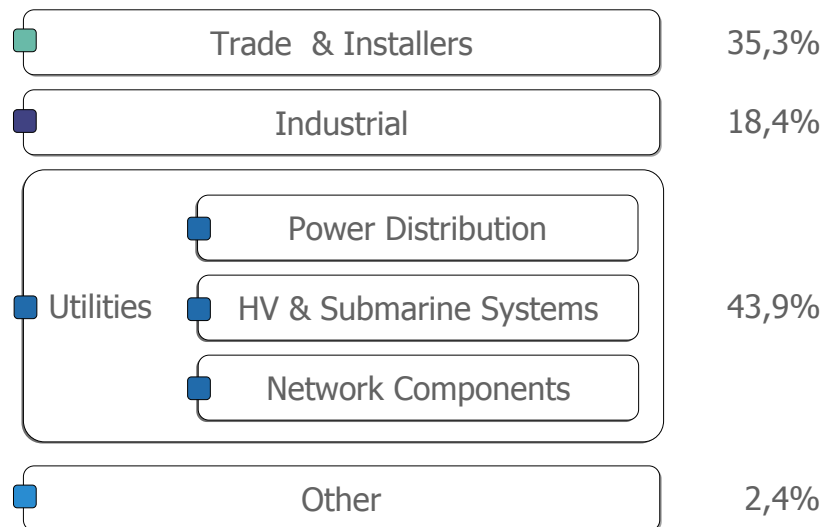 Trade & Installers 35,3%
Industrial 18,4%
Power Distribution
Utilities HV & Submarine Systems 43,9%
Network Components
Other 2,4%